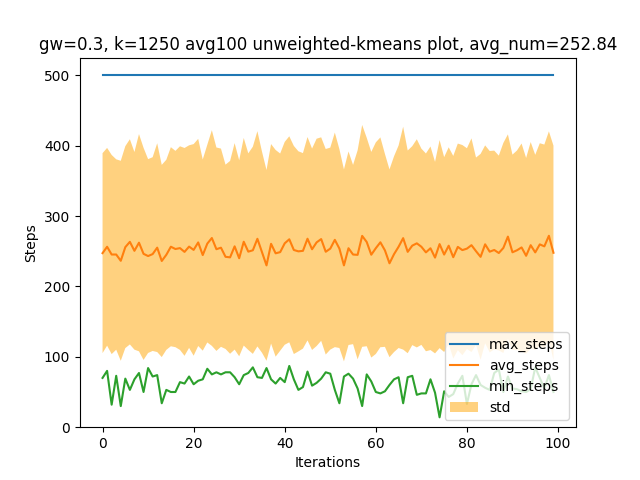 gw=0.3, k=1250 avg100 unweighted-kmeans plot, avg_num=252.84
500
400
300
200
100
0
Steps
0 20 40 60 80 100
Iterations
max_steps
avg_steps
min_steps
std